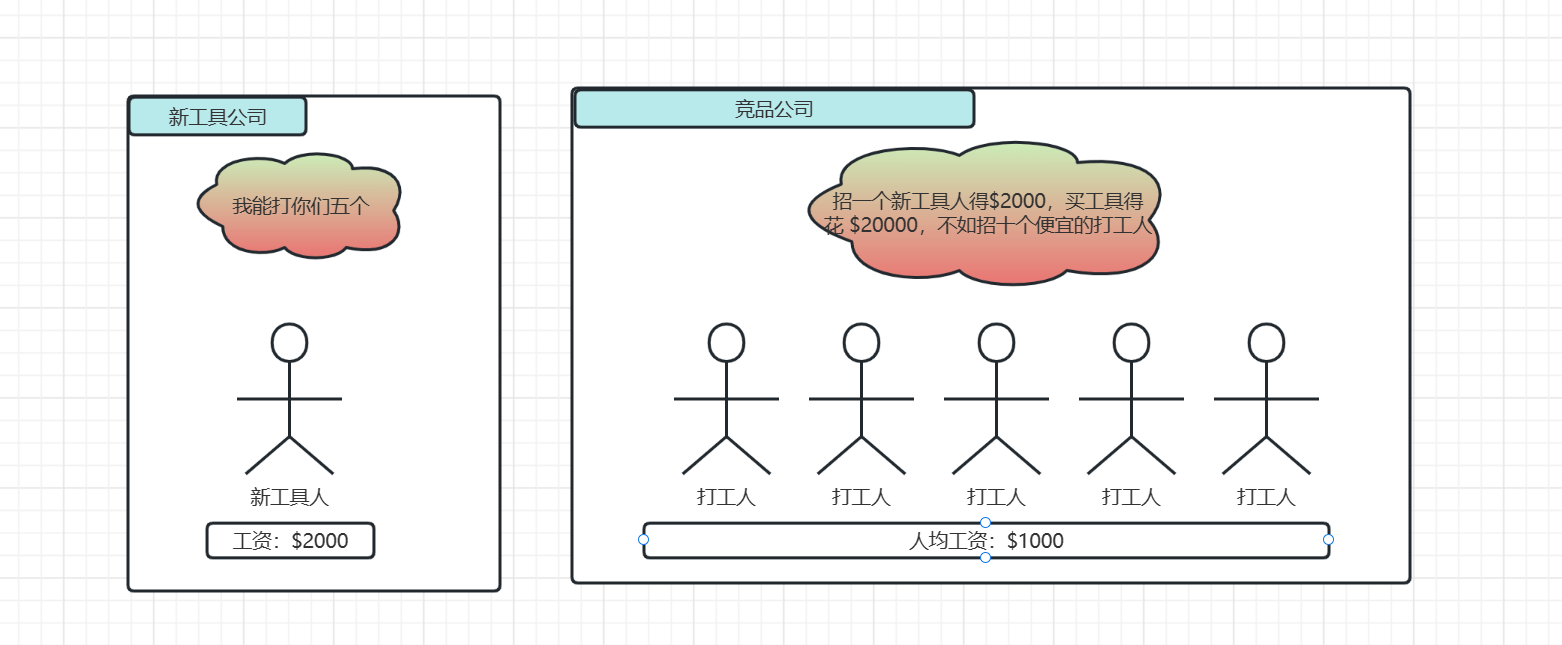 新工具公司
我能打你们五个
新工具人
工资：$2000
竞品公司
招一个新工具人得$2000，买工具得
花 $20000，不如招十个便宜的打工人
打工人
打工人
打工人
打工人
打工人
人均工资：$1000